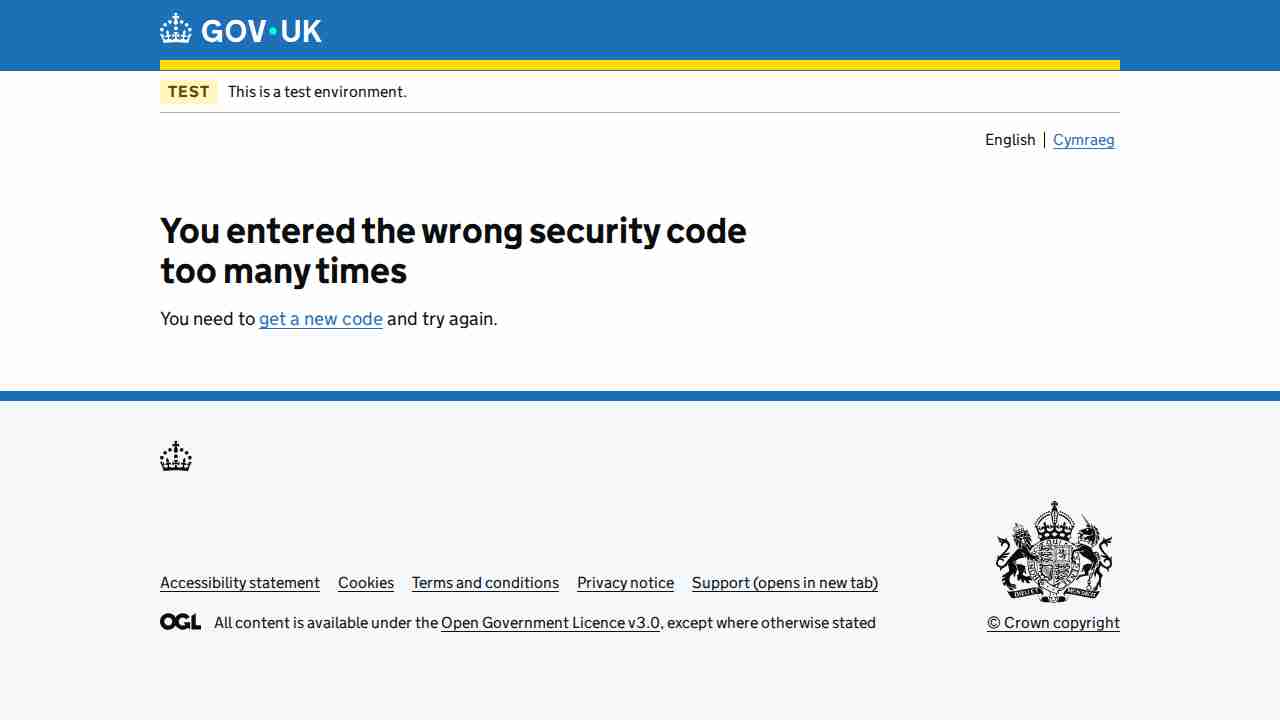 GOV·UK
TEST This is a test environment.
English | Cymraeg
You entered the wrong security code
too many times
You need to get a new code and try again.
Accessibility statement Cookies Terms and conditions Privacy notice Support (opens in new tab)
OGL All content is available under the Open Government Licence v3.0, except where otherwise stated
© Crown copyright